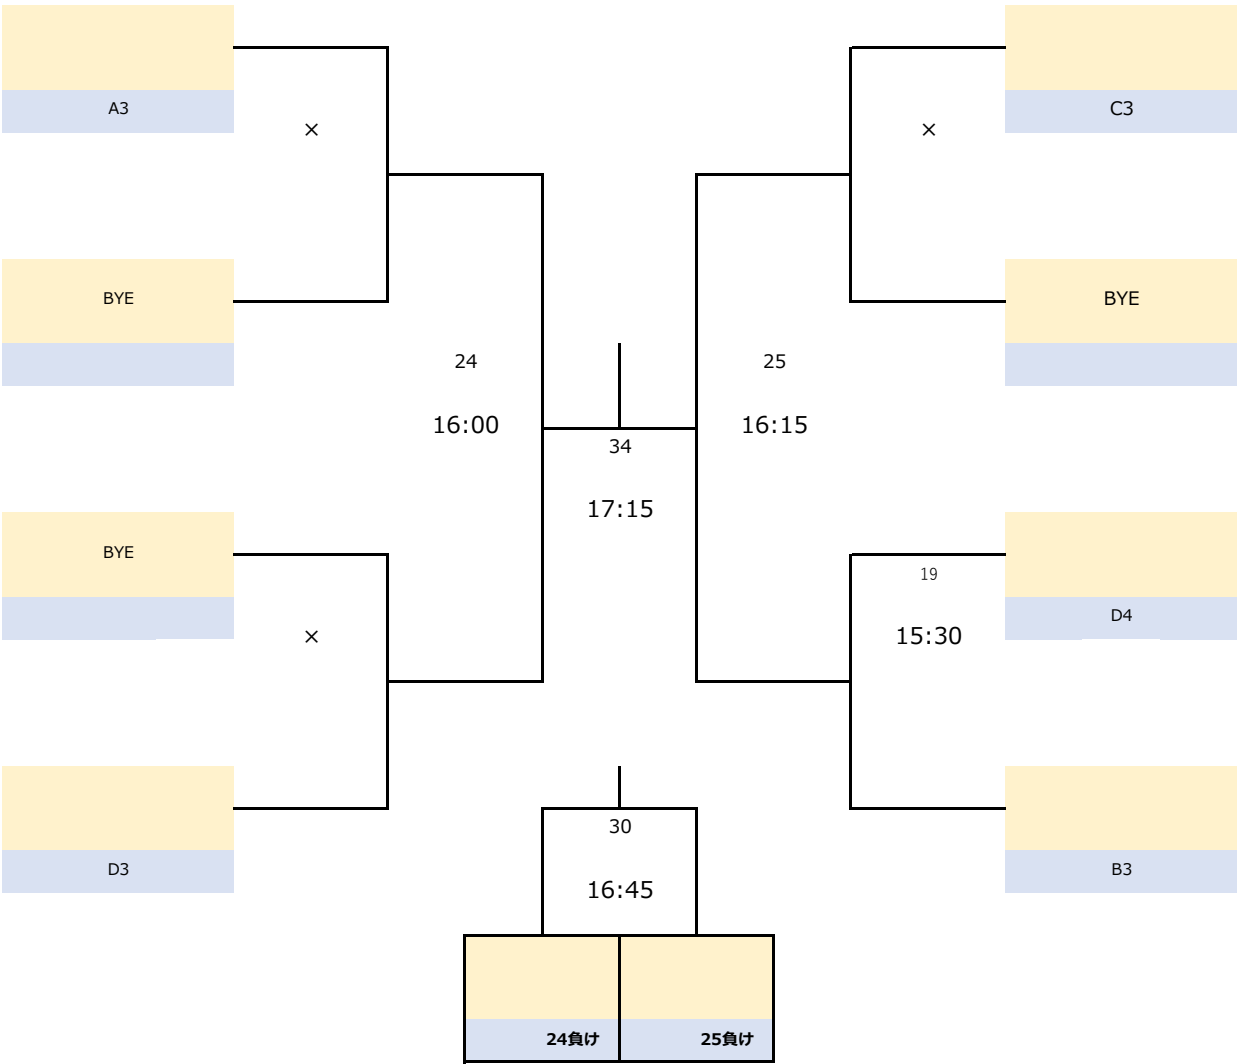 A3
C3
×
×
BYE
BYE
24
25
16:00
16:15
34
17:15
BYE
19
D4
×
15:30
30
D3
B3
16:45
24負け
25負け